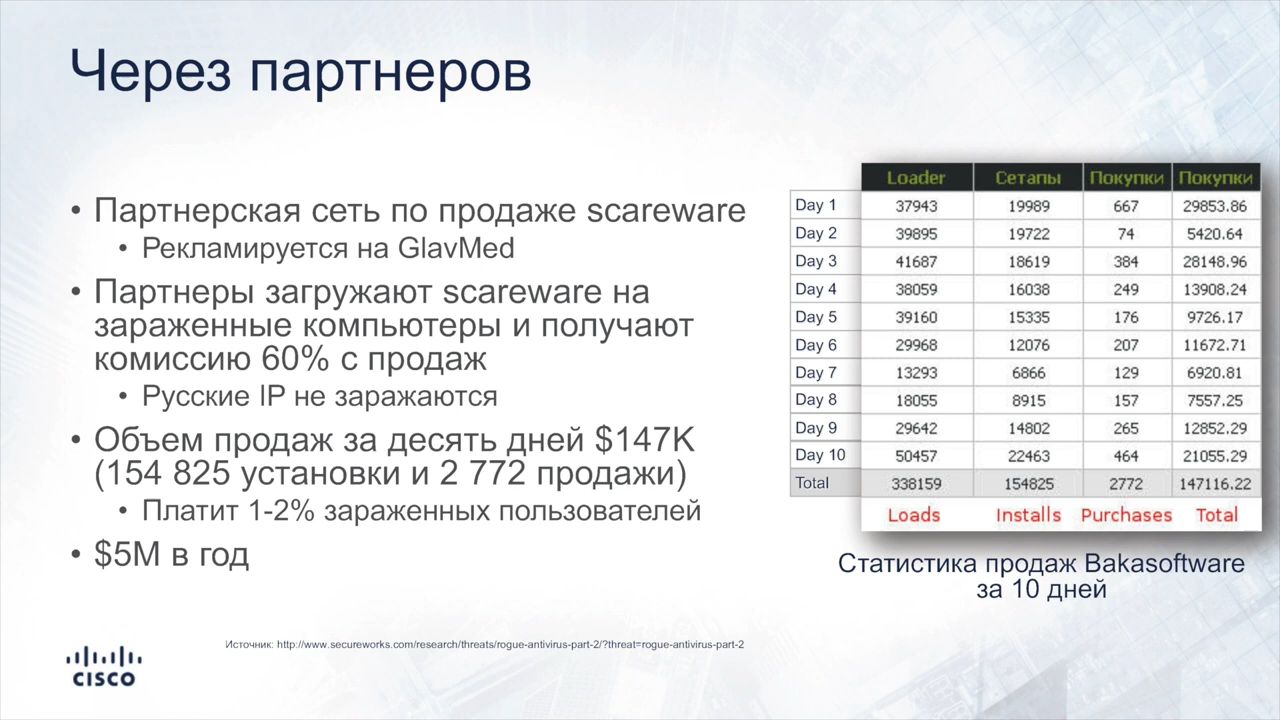 Через партнеров
• Партнерская сеть по продаже scareware
• Рекламируется на GlavMed
• Партнеры загружают scareware на
зараженные компьютеры и получают
комиссию 60% с продаж
• Русские IP не заражаются
• Объем продаж за десять дней $147K
(154 825 установки и 2 772 продажи)
• Платит 1-2% зараженных пользователей
• $5M в год
Loader Сетапы Покупки Покупки
Day 1 37943 19989 667 29853.86
Day 2 39895 19722 74 5420.64
Day 3 41687 18619 384 28148.96
Day 4 38059 16038 249 13908.24
Day 5 39160 15335 176 9726.17
Day 6 29968 12076 207 11672.71
Day 7 13293 6866 129 6920.81
Day 8 18055 8915 157 7557.25
Day 9 29642 14802 265 12852.29
Day 10 50457 22463 464 21055.29
Total 338159 154825 2772 147116.22
Loads Installs Purchases Total
Статистика продаж Bakasoftware
за 10 дней
Источник: http://www.secureworks.com/research/threats/rogue-antivirus-part-2/?threat=rogue-antivirus-part-2
CISCO